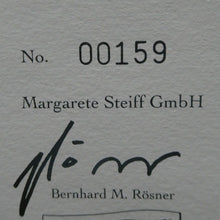 No. 00159
Margarete Steiff GmbH
Bernhard M. Rösner